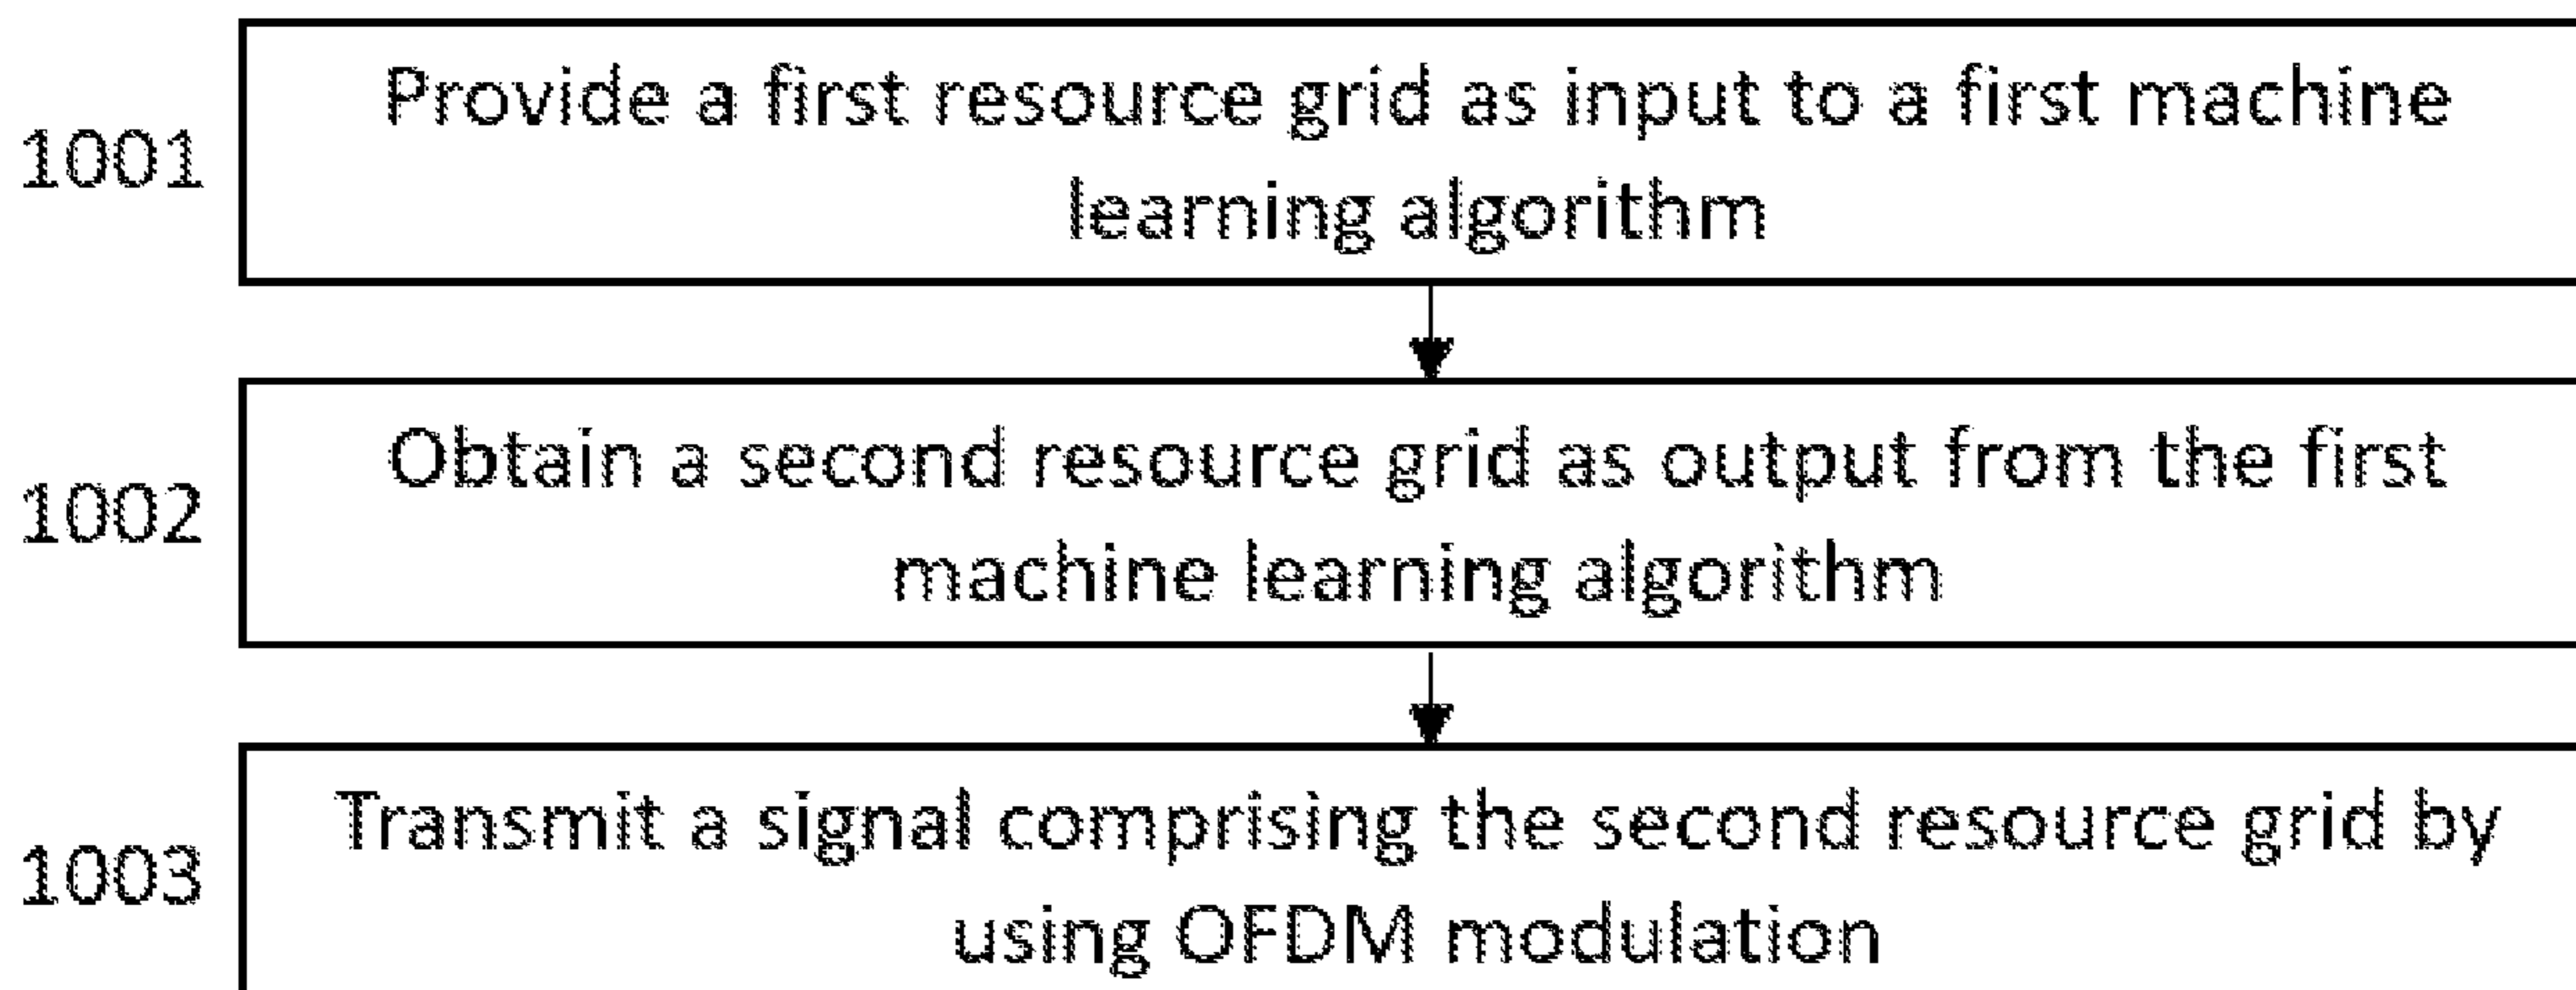 Provide a first resource grid as input to a first machine
1001
learning algorithm
Obtain a second resource grid as output from the first
1002
machine learning algorithm
Transmit a signal comprising the second resource grid by
1003
using OFDM modulation